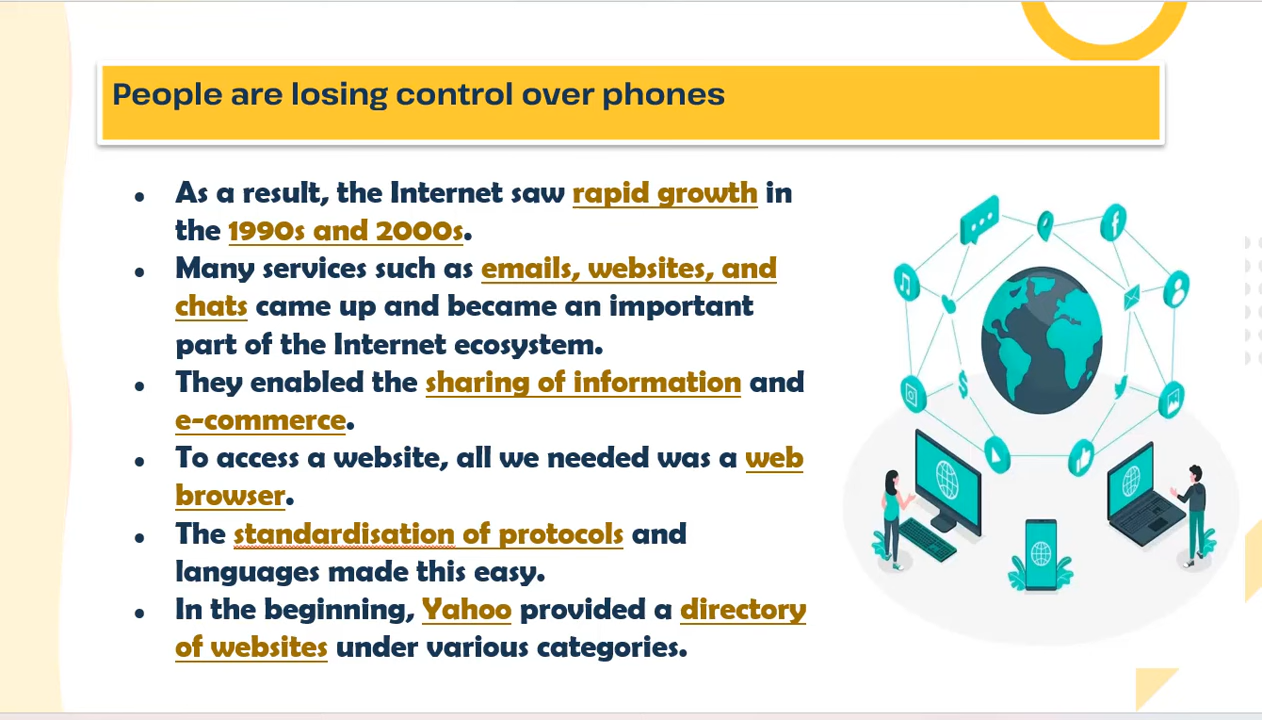 People are losing control over phones
• As a result, the Internet saw rapid growth in
the 1990s and 2000s.
• Many services such as emails, websites, and
chats came up and became an important
part of the Internet ecosystem.
• They enabled the sharing of information and
e-commerce.
• To access a website, all we needed was a web
browser.
• The standardisation of protocols and
languages made this easy.
• In the beginning, Yahoo provided a directory
of websites under various categories.